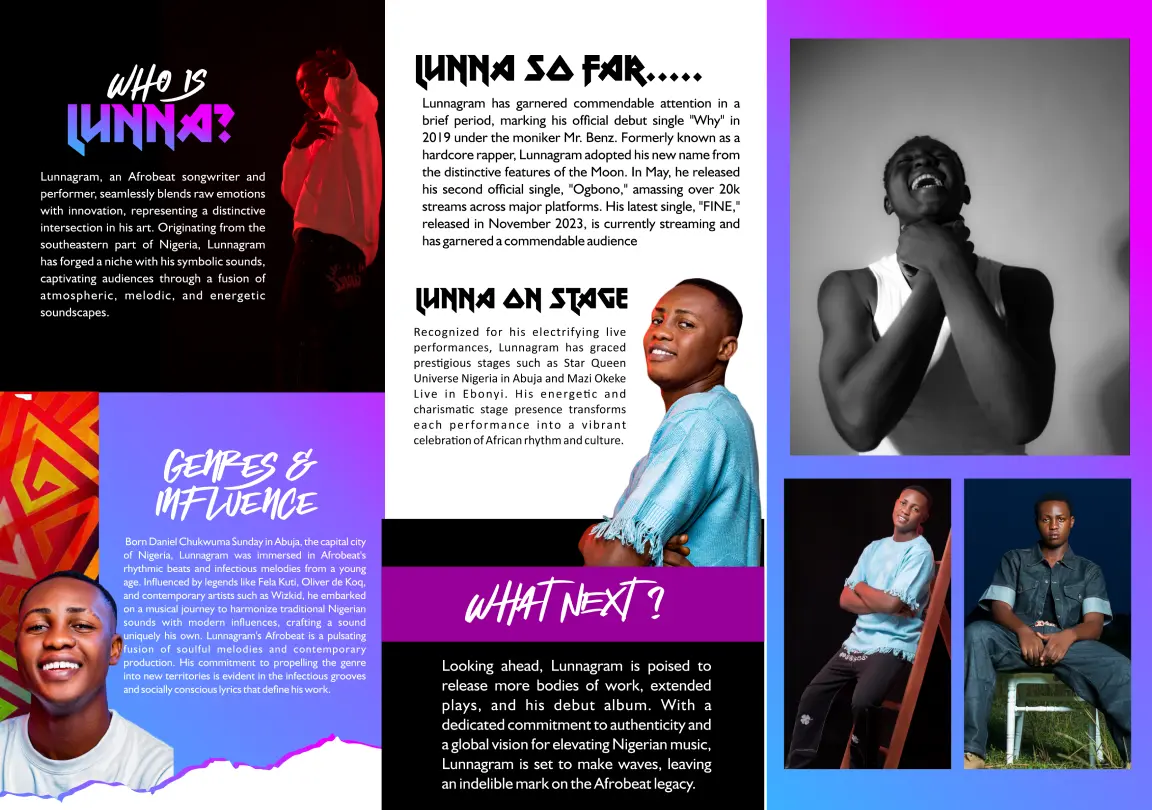 WHO IS
LUNNA?
Lunnagram, an Afrobeat songwriter and
performer, seamlessly blends raw emotions
with innovation, representing a distinctive
intersection in his art. Originating from the
southeastern part of Nigeria, Lunnagram
has forged a niche with his symbolic sounds,
captivating audiences through a fusion of
atmospheric, melodic, and energetic
soundscapes.
GENRES &
INFLUENCE
Born Daniel Chukwuma Sunday in Abuja, the capital city
of Nigeria, Lunnagram was immersed in Afrobeat's
rhythmic beats and infectious melodies from a young
age. Influenced by legends like Fela Kuti, Oliver de Koq,
and contemporary artists such as Wizkid, he embarked
on a musical journey to harmonize traditional Nigerian
sounds with modern influences, crafting a sound
uniquely his own. Lunnagram's Afrobeat is a pulsating
fusion of soulful melodies and contemporary
production. His commitment to propelling the genre
into new territories is evident in the infectious grooves
and socially conscious lyrics that define his work.
LUNNA SO FAR.....
Lunnagram has garnered commendable attention in a
brief period, marking his official debut single "Why" in
2019 under the moniker Mr. Benz. Formerly known as a
hardcore rapper, Lunnagram adopted his new name from
the distinctive features of the Moon. In May, he released
his second official single, "Ogbono," amassing over 20k
streams across major platforms. His latest single, "FINE,"
released in November 2023, is currently streaming and
has garnered a commendable audience
LUNNA ON STAGE
Recognized for his electrifying live
performances, Lunnagram has graced
prestigious stages such as Star Queen
Universe Nigeria in Abuja and Mazi Okeke
Live in Ebonyi. His energetic and
charismatic stage presence transforms
each performance into a vibrant
celebration of African rhythm and culture.
WHAT NEXT ?
Looking ahead, Lunnagram is poised to
release more bodies of work, extended
plays, and his debut album. With a
dedicated commitment to authenticity and
a global vision for elevating Nigerian music,
Lunnagram is set to make waves, leaving
an indelible mark on the Afrobeat legacy.